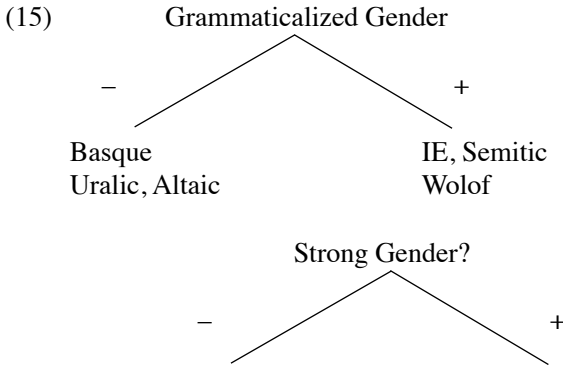 (15) Grammaticalized Gender
– +
Basque IE, Semitic
Uralic, Altaic Wolof
Strong Gender?
– +